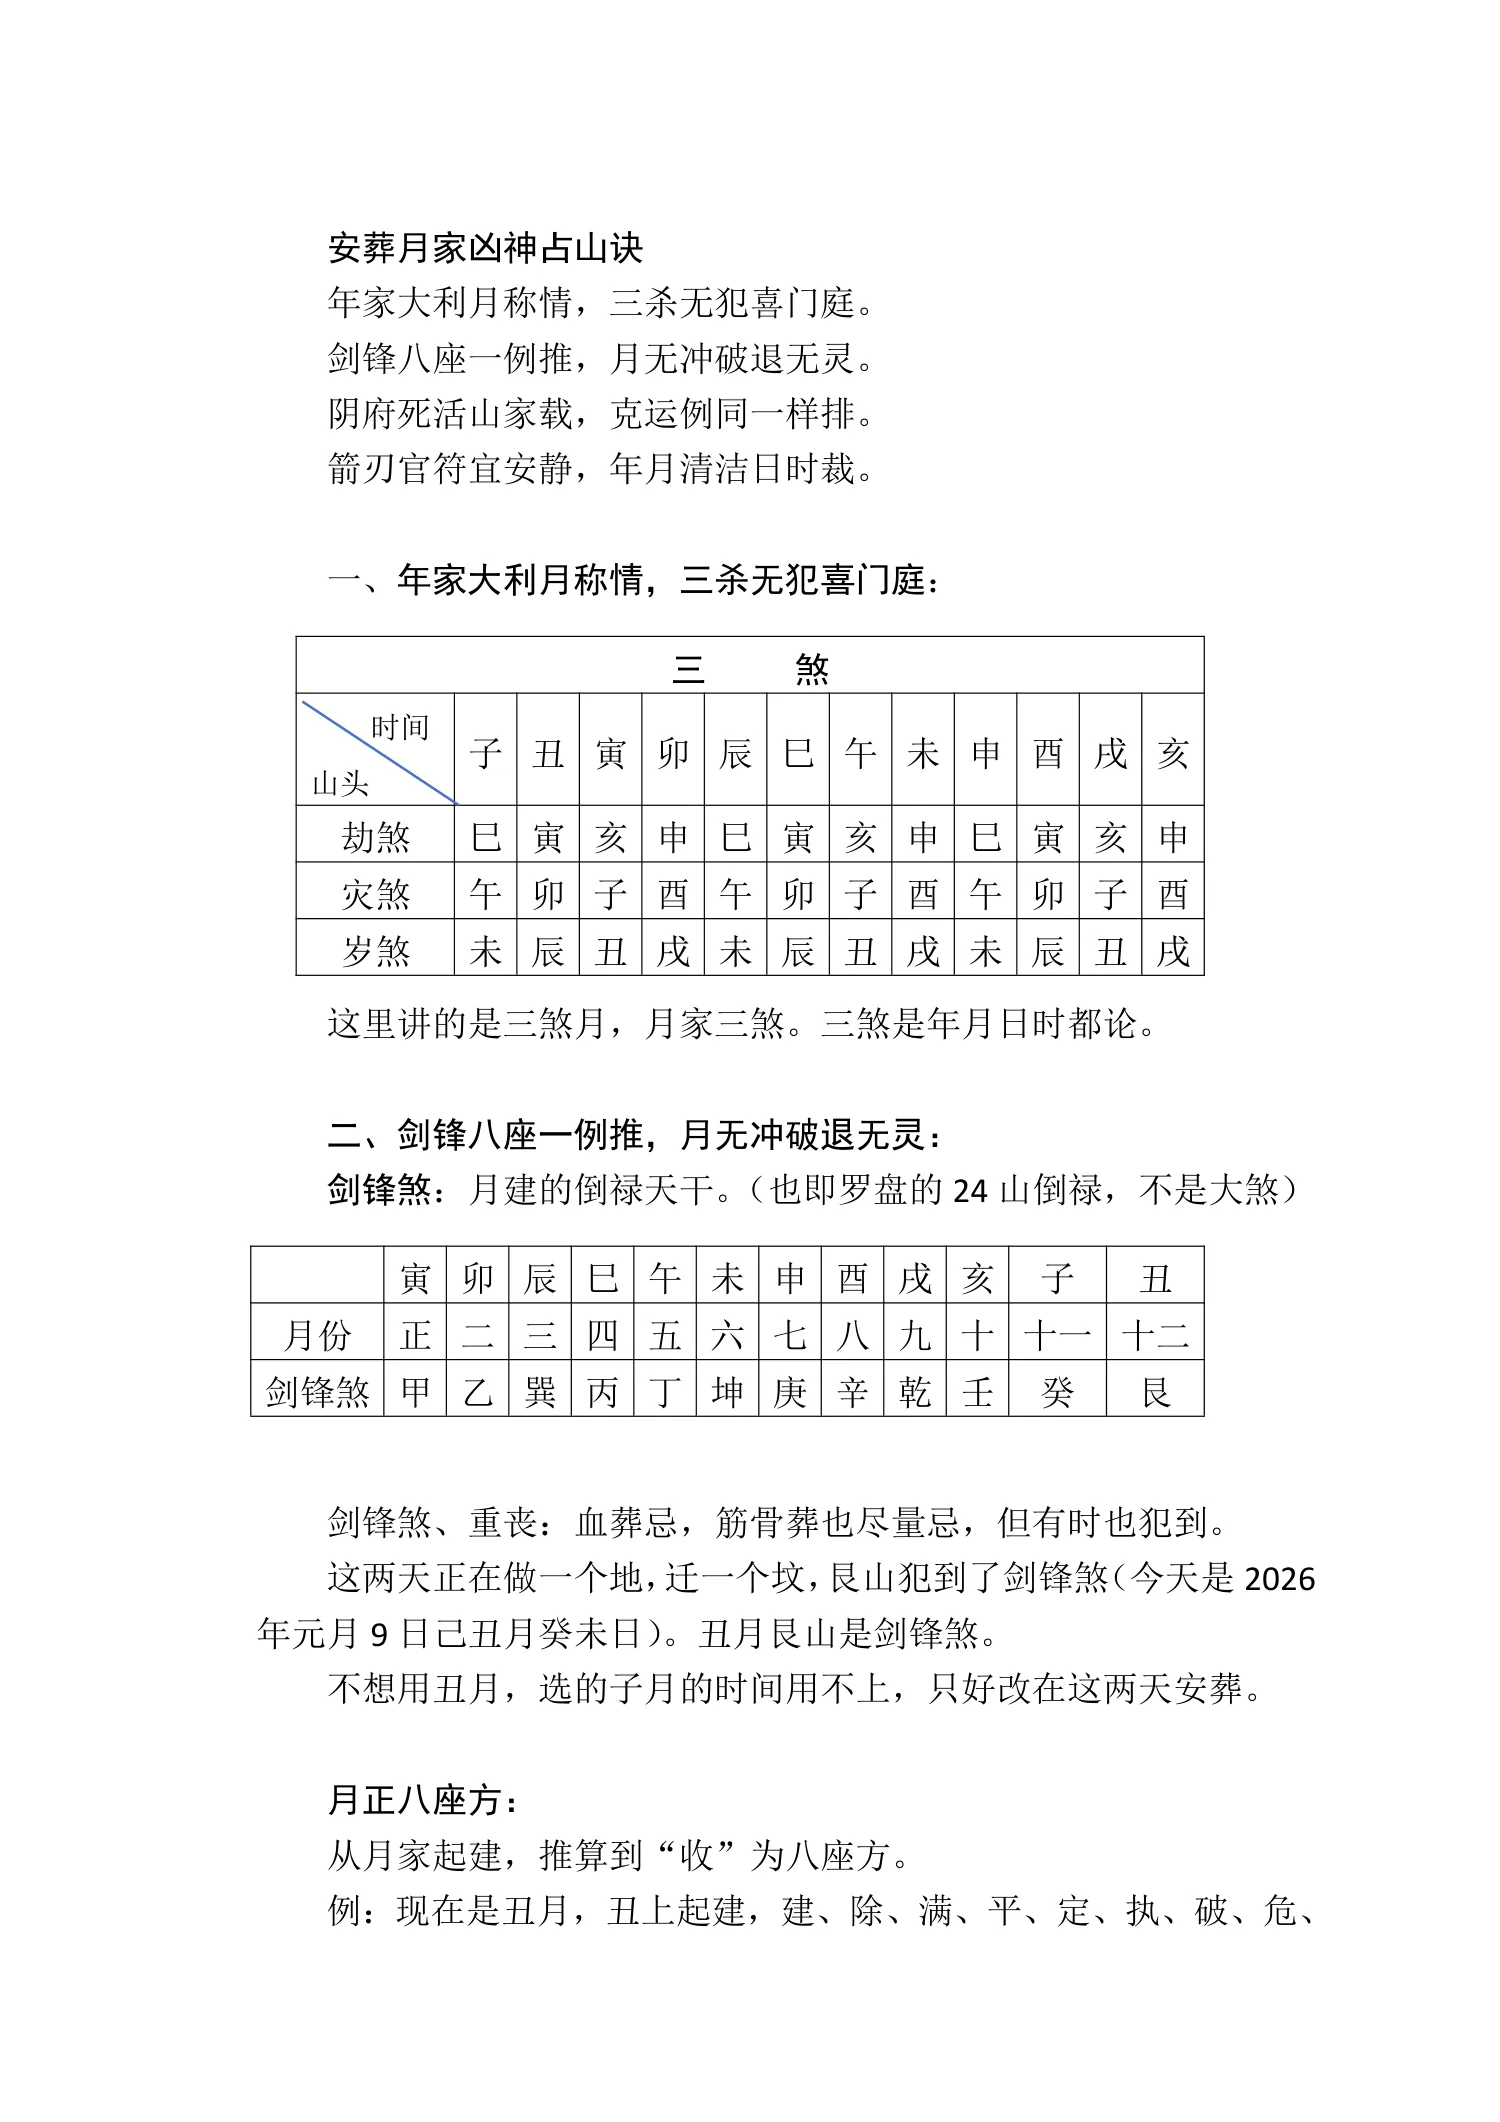 安葬月家凶神占山诀
年家大利月称情，三杀无犯喜门庭。
剑锋八座一例推，月无冲破退无灵。
阴府死活山家载，克运例同一样排。
箭刃官符宜安静，年月清洁日时裁。
一、年家大利月称情，三杀无犯喜门庭：
三 煞
时间
山头
子 丑 寅 卯 辰 巳 午 未 申 酉 戌 亥
劫煞 巳 寅 亥 申 巳 寅 亥 申 巳 寅 亥 申
灾煞 午 卯 子 酉 午 卯 子 酉 午 卯 子 酉
岁煞 未 辰 丑 戌 未 辰 丑 戌 未 辰 丑 戌
这里讲的是三煞月，月家三煞。三煞是年月日时都论。
二、剑锋八座一例推，月无冲破退无灵：
剑锋煞：月建的倒禄天干。（也即罗盘的 24 山倒禄，不是大煞）
寅 卯 辰 巳 午 未 申 酉 戌 亥 子 丑
月份 正 二 三 四 五 六 七 八 九 十 十一 十二
剑锋煞 甲 乙 巽 丙 丁 坤 庚 辛 乾 壬 癸 艮
剑锋煞、重丧：血葬忌，筋骨葬也尽量忌，但有时也犯到。
这两天正在做一个地，迁一个坟，艮山犯到了剑锋煞（今天是 2026
年元月 9 日己丑月癸未日）。丑月艮山是剑锋煞。
不想用丑月，选的子月的时间用不上，只好改在这两天安葬。
月正八座方：
从月家起建，推算到“收”为八座方。
例：现在是丑月，丑上起建，建、除、满、平、定、执、破、危、